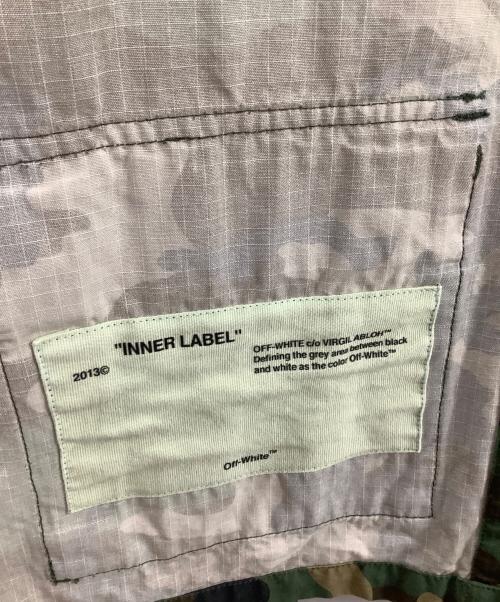 "INNER LABEL"
2013©
OFF-WHITE c/o VIRGIL ABLOH™
Defining the grey area between black
and white as the color Off-White™
Off-White™